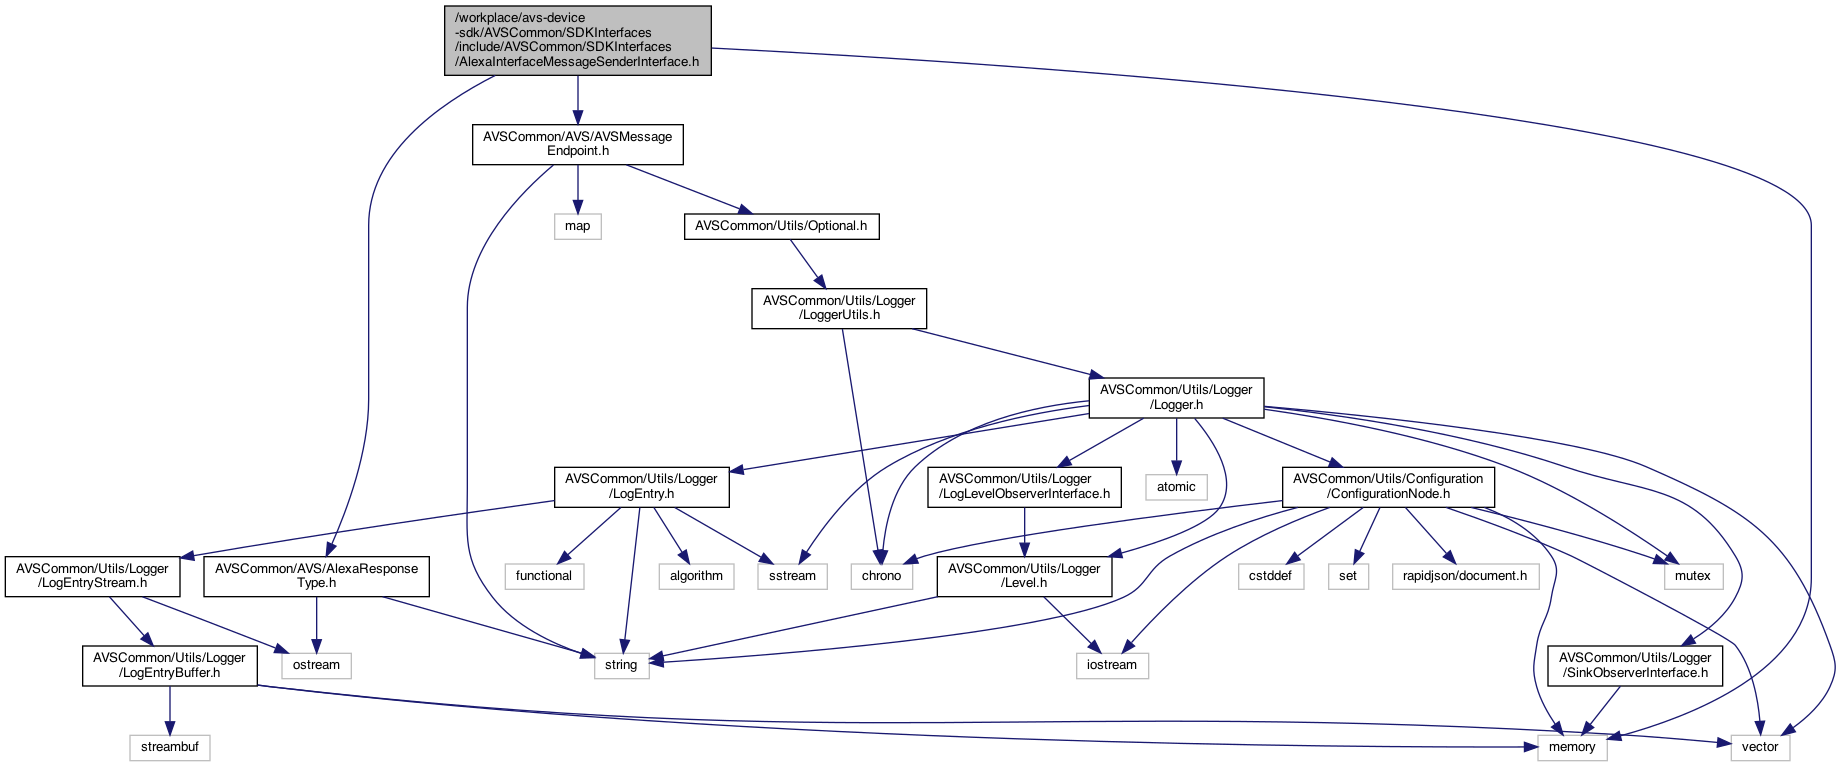 /workplace/avs-device
-sdk/AVSCommon/SDKInterfaces
/include/AVSCommon/SDKInterfaces
/AlexaInterfaceMessageSenderInterface.h
AVSCommon/AVS/AVSMessage
Endpoint.h
map
AVSCommon/Utils/Optional.h
AVSCommon/Utils/Logger
/LoggerUtils.h
AVSCommon/Utils/Logger
/Logger.h
AVSCommon/Utils/Logger
/LogEntry.h
AVSCommon/Utils/Logger
/LogLevelObserverInterface.h
atomic
AVSCommon/Utils/Configuration
/ConfigurationNode.h
AVSCommon/Utils/Logger
/LogEntryStream.h
AVSCommon/AVS/AlexaResponse
Type.h
functional
algorithm
sstream
chrono
AVSCommon/Utils/Logger
/Level.h
cstddef
set
rapidjson/document.h
mutex
AVSCommon/Utils/Logger
/LogEntryBuffer.h
ostream
string
iostream
AVSCommon/Utils/Logger
/SinkObserverInterface.h
streambuf
memory
vector